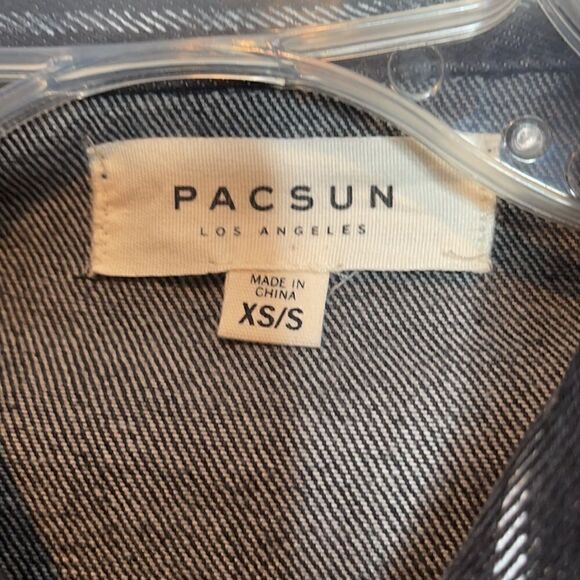 PACSUN
LOS ANGELES
MADE IN
CHINA
XS/S